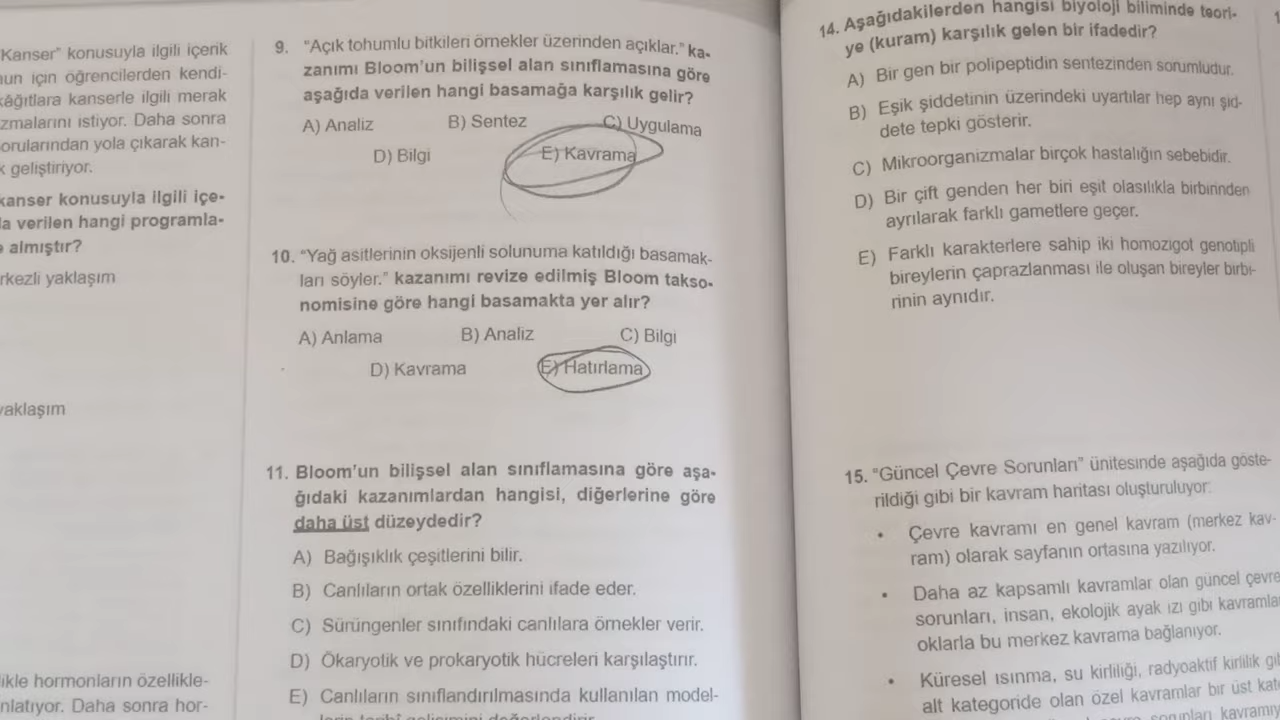 Kanser" konusuyla ilgili içerik
için öğrencilerden kendi-
kâğıtlara kanserle ilgili merak
istiyor. Daha sonra
yola çıkarak kan-
geliştiriyor.
kanser konusuyla ilgili içe-
verilen hangi programla-
almıştır?
yaklaşım
yaklaşım
hormonların özellikle-
Daha sonra hor-
9. "Açık tohumlu bitkileri örnekler üzerinden açıklar." ka-
zanımı Bloom'un bilişsel alan sınıflamasına göre
aşağıda verilen hangi basamağa karşılık gelir?
A) Analiz B) Sentez C) Uygulama
D) Bilgi E) Kavrama
10. "Yağ asitlerinin oksijenli solunuma katıldığı basamak-
ları söyler." kazanımı revize edilmiş Bloom takso-
nomisine göre hangi basamakta yer alır?
A) Anlama B) Analiz C) Bilgi
D) Kavrama E) Hatırlama
11. Bloom'un bilişsel alan sınıflamasına göre aşa-
ğıdaki kazanımlardan hangisi, diğerlerine göre
daha üst düzeydedir?
A) Bağışıklık çeşitlerini bilir.
B) Canlıların ortak özelliklerini ifade eder.
C) Sürüngenler sınıfındaki canlılara örnekler verir.
D) Ökaryotik ve prokaryotik hücreleri karşılaştırır.
E) Canlıların sınıflandırılmasında kullanılan model-
14. Aşağıdakilerden hangisi biyoloji biliminde teori-
ye (kuram) karşılık gelen bir ifadedir?
A) Bir gen bir polipeptidin sentezinden sorumludur.
B) Eşik şiddetinin üzerindeki uyartılar hep aynı şid-
dete tepki gösterir.
C) Mikroorganizmalar birçok hastalığın sebebidir.
D) Bir çift genden her biri eşit olasılıkla birbirinden
ayrılarak farklı gametlere geçer.
E) Farklı karakterlere sahip iki homozigot genotipli
bireylerin çaprazlanması ile oluşan bireyler birbi-
rinin aynıdır.
15. "Güncel Çevre Sorunları" ünitesinde aşağıda göste-
rildiği gibi bir kavram haritası oluşturuluyor:
• Çevre kavramı en genel kavram (merkez kav-
ram) olarak sayfanın ortasına yazılıyor.
• Daha az kapsamlı kavramlar olan güncel çevre
sorunları, insan, ekolojik ayak izi gibi
oklarla bu merkez kavrama bağlanıyor.
• Küresel ısınma, su kirliliği, radyoaktif kirlilik
alt kategoride olan özel kavramlar bir üst